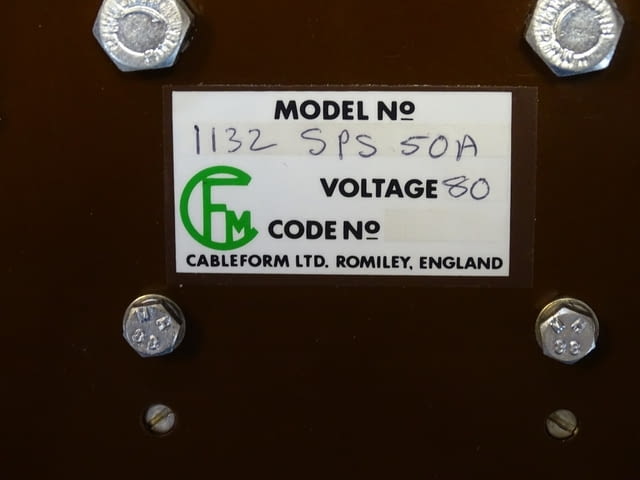 MODEL Nº
1132 SPS 50A
VOLTAGE 80
CFM
CODE Nº
CABLEFORM LTD. ROMILEY, ENGLAND